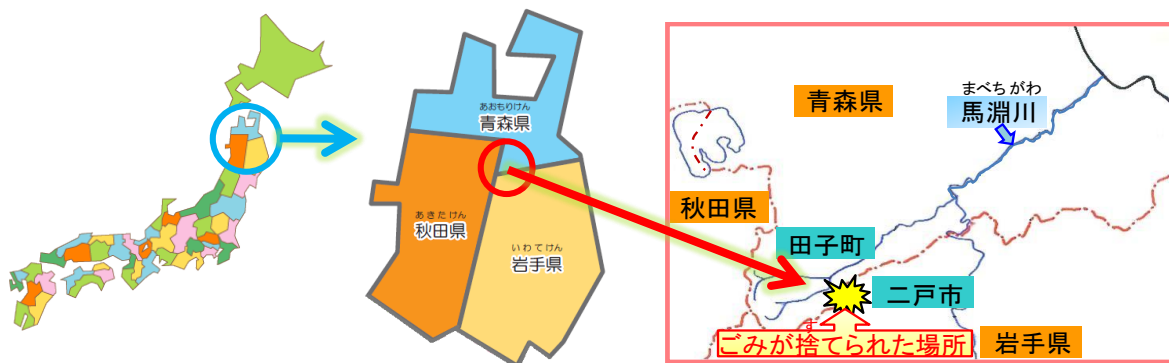 あおもりけん
青森県
あきたけん
秋田県
いわてけん
岩手県
青森県
まべちがわ
馬淵川
秋田県
田子町
二戸市
す
ごみが捨てられた場所
岩手県